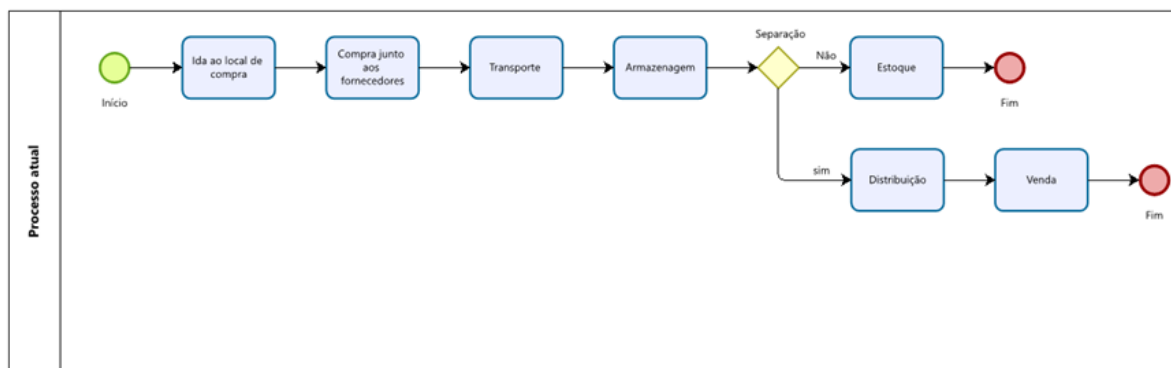 Processo atual
Início
Ida ao local de
compra
Compra junto
aos
fornecedores
Transporte
Armazenagem
Separação
Não
Estoque
Fim
sim
Distribuição
Venda
Fim